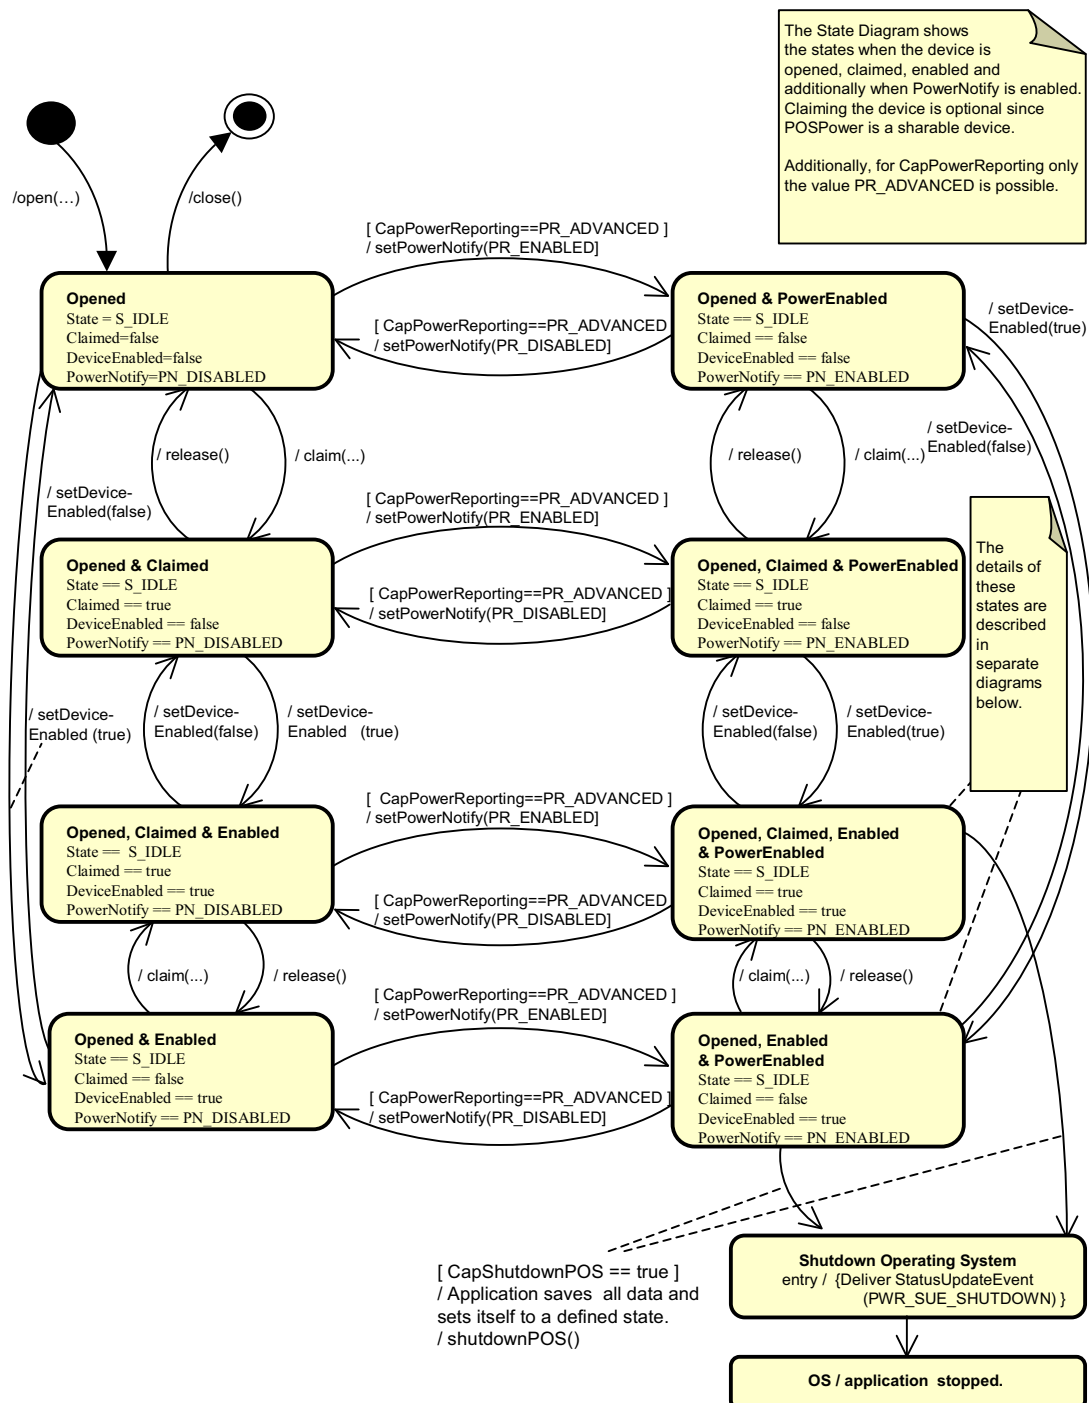 The State Diagram shows
the states when the device is
opened, claimed, enabled and
additionally when PowerNotify is enabled.
Claiming the device is optional since
POSPower is a sharable device.
Additionally, for CapPowerReporting only
the value PR_ADVANCED is possible.
/open(...)
/close()
[ CapPowerReporting==PR_ADVANCED ]
/ setPowerNotify(PR_ENABLED]
Opened
State = S_IDLE
Claimed=false
DeviceEnabled=false
PowerNotify=PN_DISABLED
[ CapPowerReporting==PR_ADVANCED
/ setPowerNotify(PR_DISABLED]
Opened & PowerEnabled
State == S_IDLE
Claimed == false
DeviceEnabled == false
PowerNotify == PN_ENABLED
/ setDevice-
Enabled(true)
/ release()
/ claim(...)
/ release()
/ claim(...)
/ setDevice-
Enabled(false)
/ setDevice-
Enabled(false)
[ CapPowerReporting==PR_ADVANCED ]
/ setPowerNotify(PR_ENABLED]
Opened & Claimed
State == S_IDLE
Claimed == true
DeviceEnabled == false
PowerNotify == PN_DISABLED
[ CapPowerReporting==PR_ADVANCED ]
/ setPowerNotify(PR_DISABLED]
Opened, Claimed & PowerEnabled
State == S_IDLE
Claimed == true
DeviceEnabled == false
PowerNotify == PN_ENABLED
The
details of
these
states are
described
in
separate
diagrams
below.
/ setDevice-
Enabled (true)
/ setDevice-
Enabled(false)
/ setDevice-
Enabled (true)
/ setDevice-
Enabled(false)
/ setDevice-
Enabled(true)
[ CapPowerReporting==PR_ADVANCED ]
/ setPowerNotify(PR_ENABLED]
Opened, Claimed & Enabled
State == S_IDLE
Claimed == true
DeviceEnabled == true
PowerNotify == PN_DISABLED
[ CapPowerReporting==PR_ADVANCED
/ setPowerNotify(PR_DISABLED]
Opened, Claimed, Enabled
& PowerEnabled
State == S_IDLE
Claimed == true
DeviceEnabled == true
PowerNotify == PN_ENABLED
/ claim(...)
/ release()
/ claim(...)
/ release()
[ CapPowerReporting==PR_ADVANCED ]
/ setPowerNotify(PR_ENABLED]
Opened & Enabled
State == S_IDLE
Claimed == false
DeviceEnabled == true
PowerNotify == PN_DISABLED
[ CapPowerReporting==PR_ADVANCED ]
/ setPowerNotify(PR_DISABLED]
Opened, Enabled
& PowerEnabled
State == S_IDLE
Claimed == false
DeviceEnabled == true
PowerNotify == PN_ENABLED
[ CapShutdownPOS == true ]
/ Application saves all data and
sets itself to a defined state.
/ shutdownPOS()
Shutdown Operating System
entry / {Deliver StatusUpdateEvent
(PWR_SUE_SHUTDOWN) }
OS / application stopped.